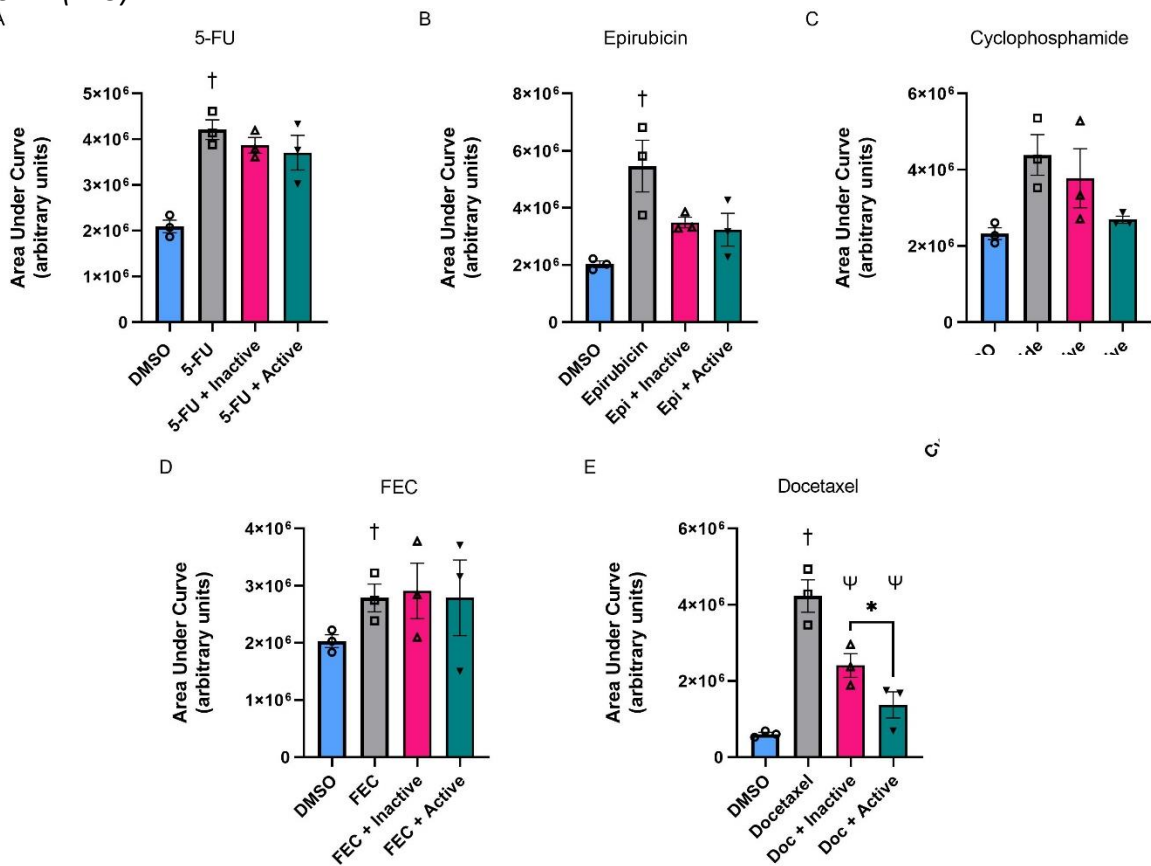 B
C
5-FU
Epirubicin
Cyclophosphamide
†
5×10⁶
4×10⁶
3×10⁶
2×10⁶
1×10⁶
0
Area Under Curve
(arbitrary units)
DMSO
5-FU
5-FU + Inactive
5-FU + Active
†
8×10⁶
6×10⁶
4×10⁶
2×10⁶
0
Area Under Curve
(arbitrary units)
DMSO
Epirubicin
Epi + Inactive
Epi + Active
6×10⁶
4×10⁶
2×10⁶
0
Area Under Curve
(arbitrary units)
D
FEC
†
4×10⁶
3×10⁶
2×10⁶
1×10⁶
0
Area Under Curve
(arbitrary units)
DMSO
FEC
FEC + Inactive
FEC + Active
E
Docetaxel
†
Ψ Ψ
*
6×10⁶
4×10⁶
2×10⁶
0
Area Under Curve
(arbitrary units)
DMSO
Docetaxel
Doc + Inactive
Doc + Active